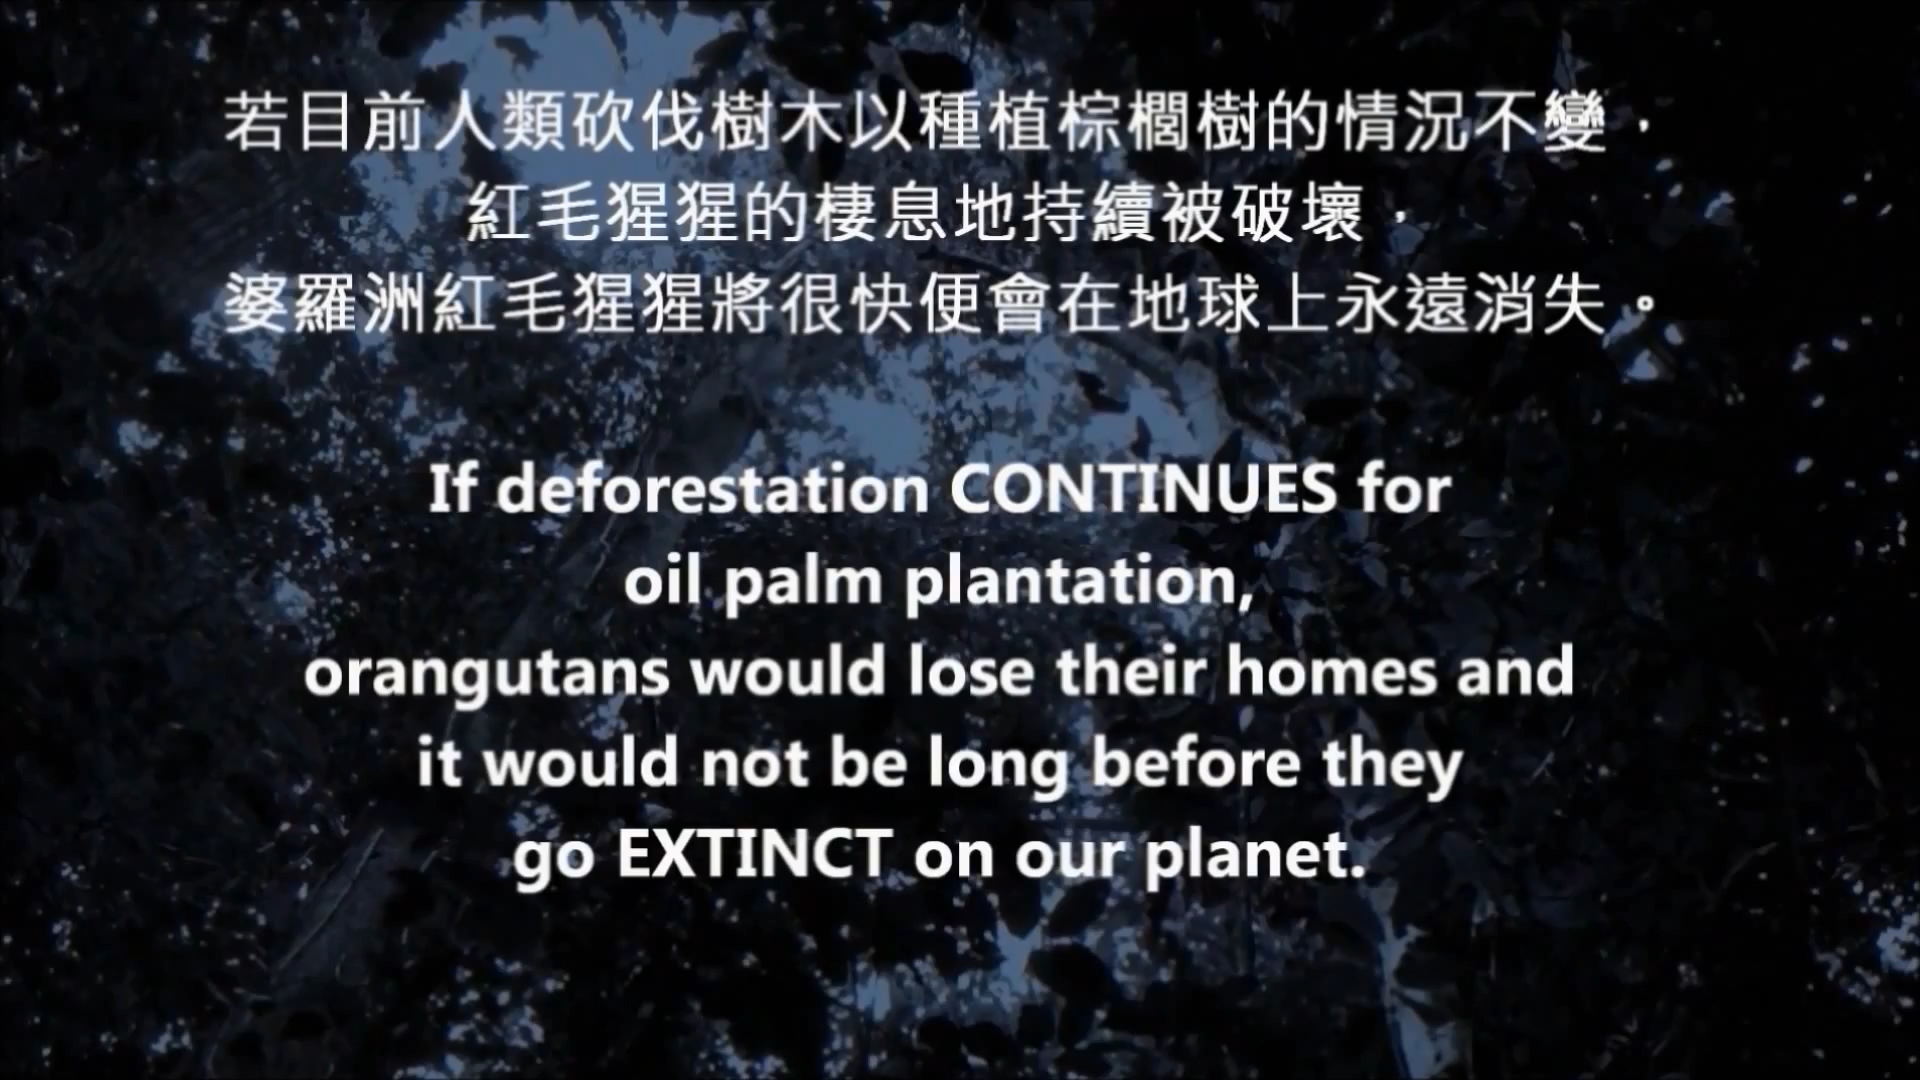 若目前人類砍伐樹木以種植棕櫚樹的情況不變，
紅毛猩猩的棲息地持續被破壞，
婆羅洲紅毛猩猩將很快便會在地球上永遠消失。
If deforestation CONTINUES for
oil palm plantation,
orangutans would lose their homes and
it would not be long before they
go EXTINCT on our planet.